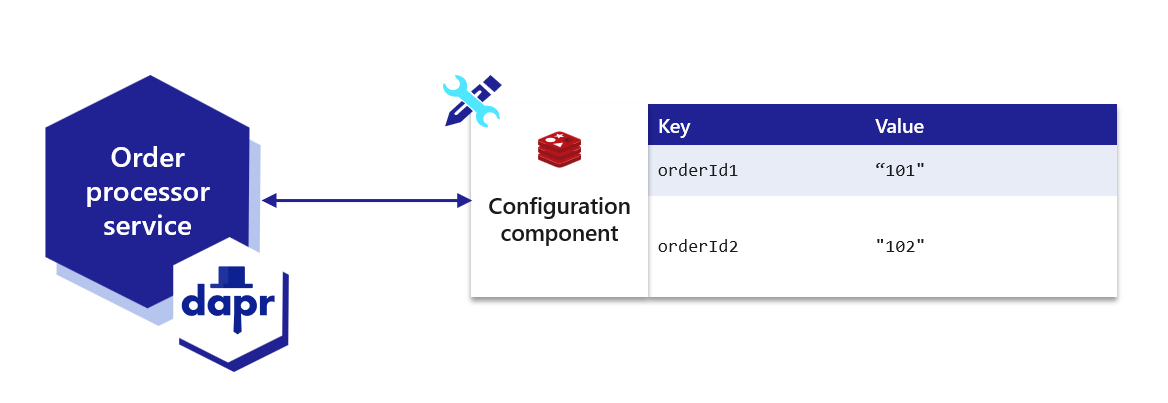 Order
processor
service
dapr
Configuration
component
Key Value
orderId1 “101"
orderId2 "102"